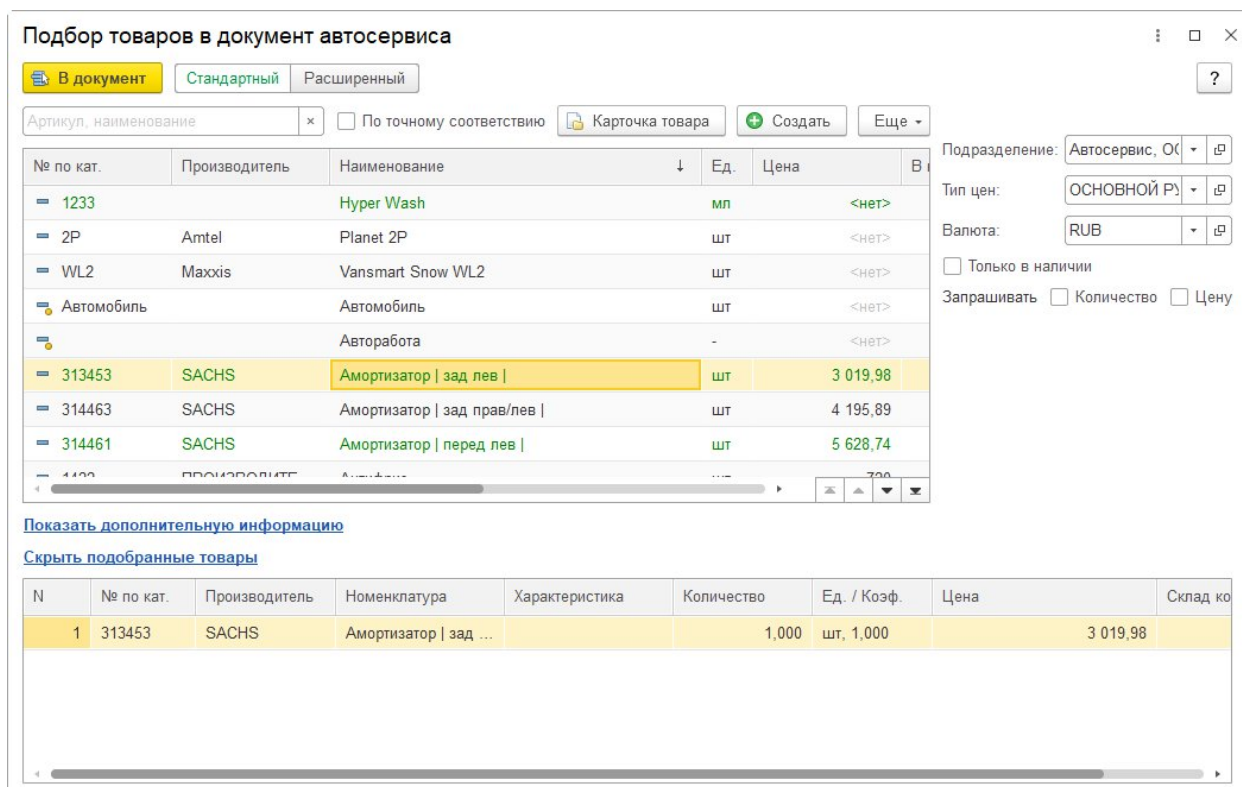 Подбор товаров в документ автосервиса
В документ Стандартный Расширенный ?
Артикул, наименование По точному соответствию Карточка товара Создать Еще
№ по кат. Производитель Наименование Ед. Цена
1233 Hyper Wash мл <нет>
2P Amtel Planet 2P шт <нет>
WL2 Maxxis Vansmart Snow WL2 шт <нет>
Автомобиль Автомобиль шт <нет>
Авторабота - <нет>
313453 SACHS Амортизатор | зад лев | шт 3 019,98
314463 SACHS Амортизатор | зад прав/лев | шт 4 195,89
314461 SACHS Амортизатор | перед лев | шт 5 628,74
Подразделение: Автосервис,
Тип цен: ОСНОВНОЙ
Валюта: RUB
Только в наличии
Запрашивать Количество Цену
Показать дополнительную информацию
Скрыть подобранные товары
N № по кат. Производитель Номенклатура Характеристика Количество Ед. / Коэф. Цена Склад ко
1 313453 SACHS Амортизатор | зад ... 1,000 шт, 1,000 3 019,98